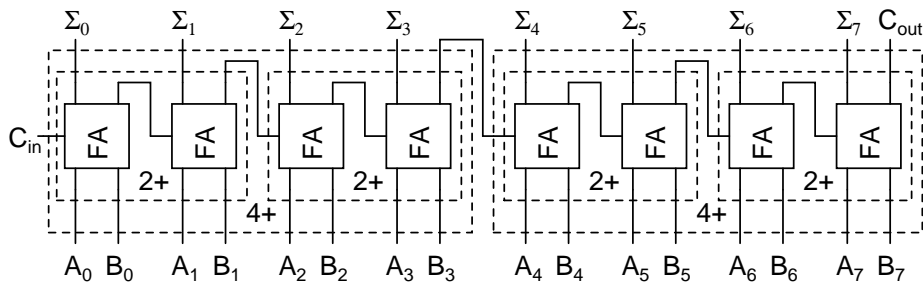 Σ0 Σ1 Σ2 Σ3 Σ4 Σ5 Σ6 Σ7 Cout
Cin FA FA FA FA FA FA FA FA
2+ 2+ 2+ 2+
4+ 4+
A0 B0 A1 B1 A2 B2 A3 B3 A4 B4 A5 B5 A6 B6 A7 B7